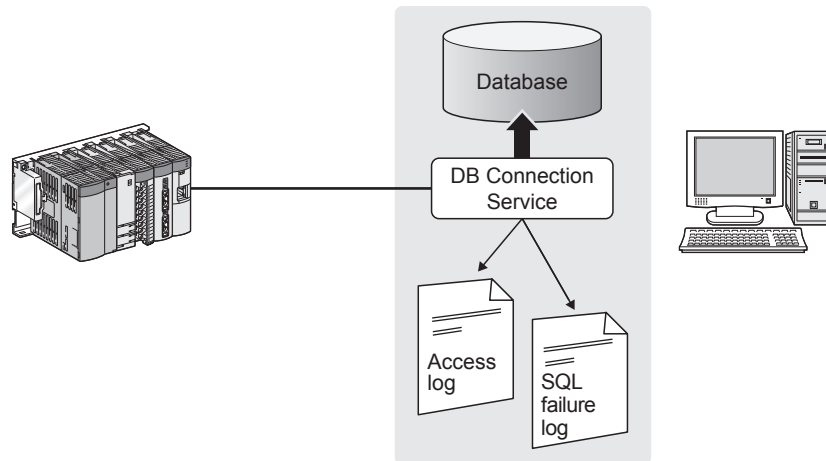 Database
DB Connection
Service
Access
log
SQL
failure
log